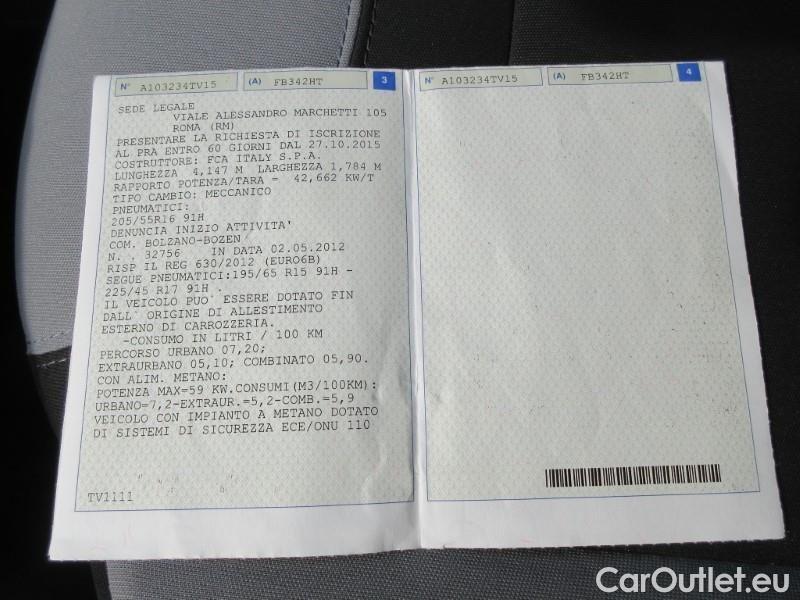 N° A103234TV15 (A) FB342HT 3
SEDE LEGALE
VIALE ALESSANDRO MARCHETTI 105
ROMA (RM)
PRESENTARE LA RICHIESTA DI ISCRIZIONE
AL PRA ENTRO 60 GIORNI DAL 27.10.2015
COSTRUTTORE: FCA ITALY S.P.A.
LUNGHEZZA 4,147 M LARGHEZZA 1,784 M
RAPPORTO POTENZA/TARA = 42,662 KW/T
TIPO CAMBIO: MECCANICO
PNEUMATICI:
205/55R16 91H
DENUNCIA INIZIO ATTIVITA'
COM. BOLZANO-BOZEN
N. . 32756 IN DATA 02.05.2012
RISP IL REG 630/2012 (EURO6B)
SEGUE PNEUMATICI:195/65 R15 91H -
225/45 R17 91H .
IL VEICOLO PUO' ESSERE DOTATO FIN
DALL' ORIGINE DI ALLESTIMENTO
ESTERNO DI CARROZZERIA.
-CONSUMO IN LITRI / 100 KM
PERCORSO URBANO 07,20;
EXTRAURBANO 05,10; COMBINATO 05,90.
CON ALIM. METANO:
POTENZA MAX=59 KW.CONSUMI(M3/100KM):
URBANO=7,2-EXTRAUR.=5,2-COMB.=5,9
VEICOLO CON IMPIANTO A METANO DOTATO
DI SISTEMI DI SICUREZZA ECE/ONU 110
TV1111
N° A103234TV15 (A) FB342HT 4
CarOutlet.eu